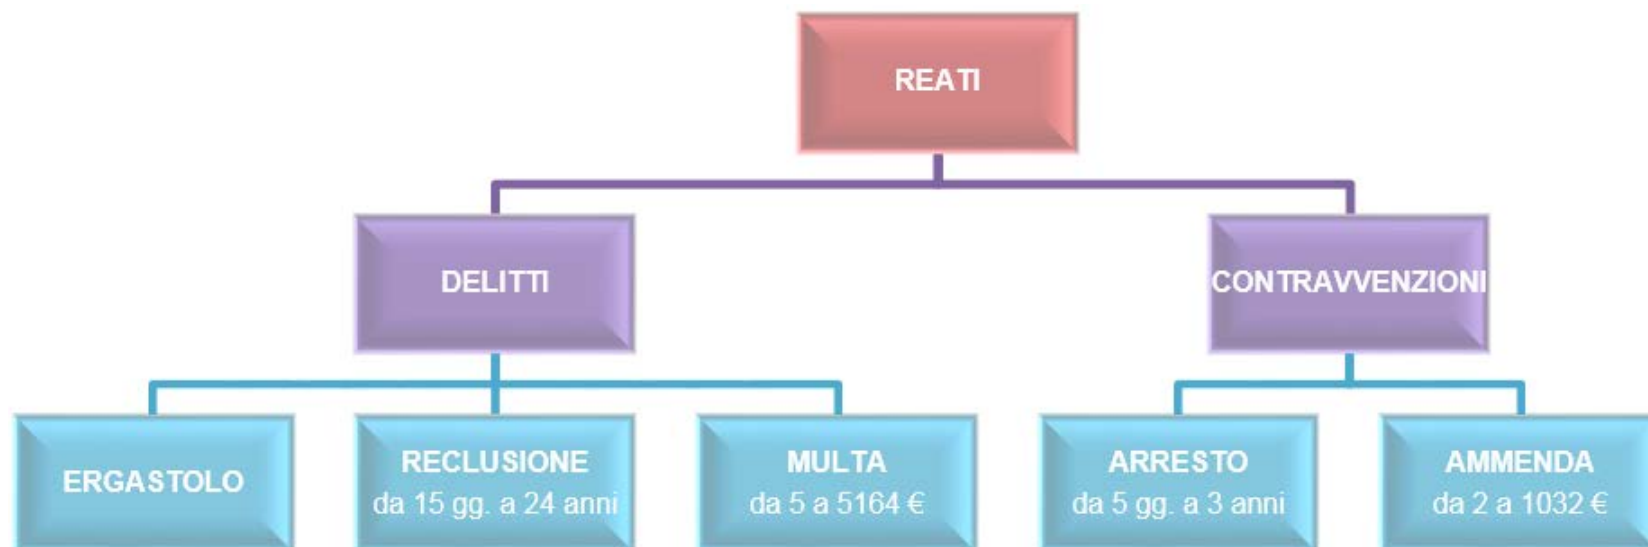 REATI
DELITTI
CONTRAVVENZIONI
ERGASTOLO
RECLUSIONE
da 15 gg. a 24 anni
MULTA
da 5 a 5164 €
ARRESTO
da 5 gg. a 3 anni
AMMENDA
da 2 a 1032 €